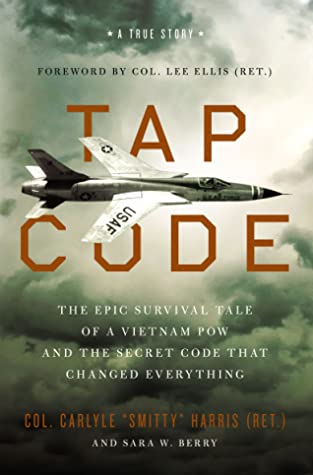 ★ A TRUE STORY ★
FOREWORD BY COL. LEE ELLIS (RET.)
TAP
USAF
CODE
THE EPIC SURVIVAL TALE
OF A VIETNAM POW
AND THE SECRET CODE THAT
CHANGED EVERYTHING
COL. CARLYLE "SMITTY" HARRIS (RET.)
AND SARA W. BERRY